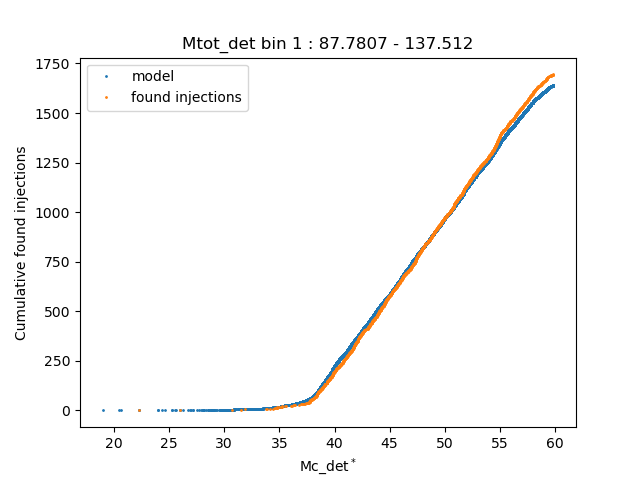 Mtot_det bin 1 : 87.7807 - 137.512
model
found injections
1750
1500
1250
1000
750
500
250
0
Cumulative found injections
20 25 30 35 40 45 50 55 60
Mc_det*